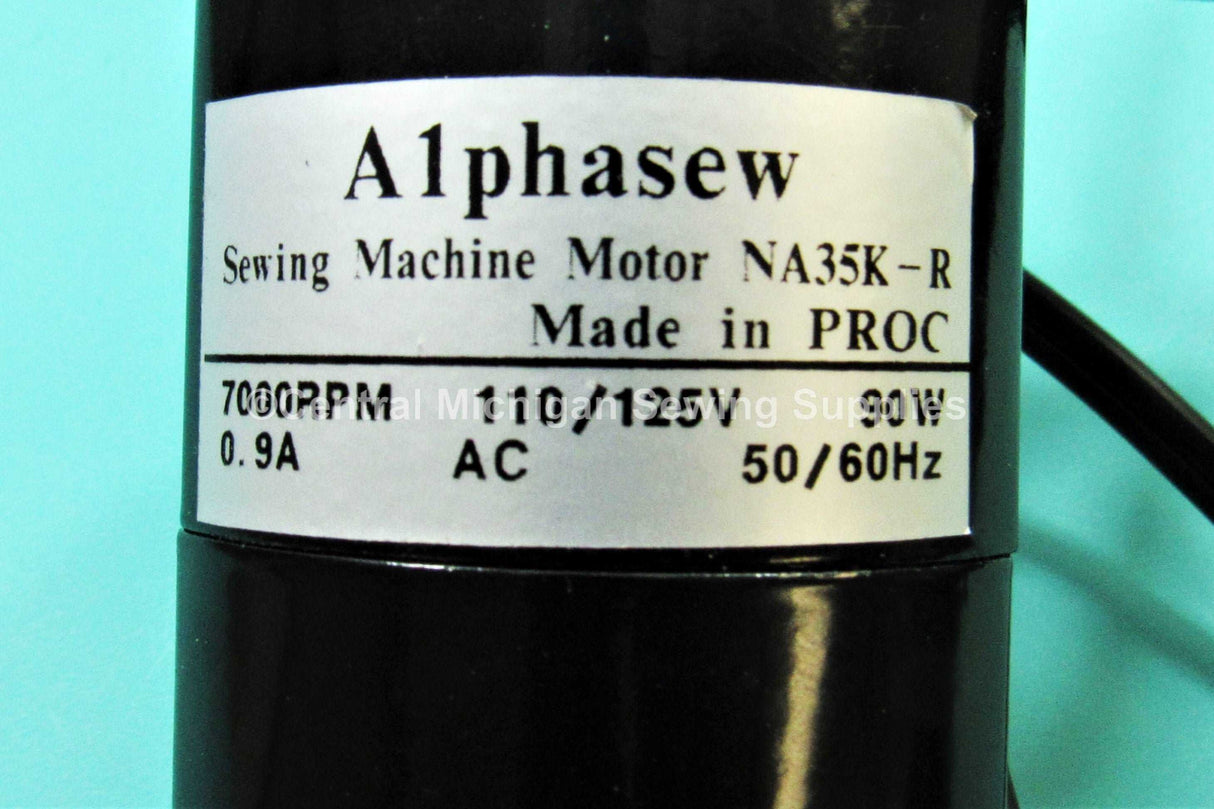 A1phasew
Sewing Machine Motor NA35K-R
Made in PROC
7000RPM 110/125V 90W
©Central Michigan Sewing Supplies
0.9A AC 50/60Hz